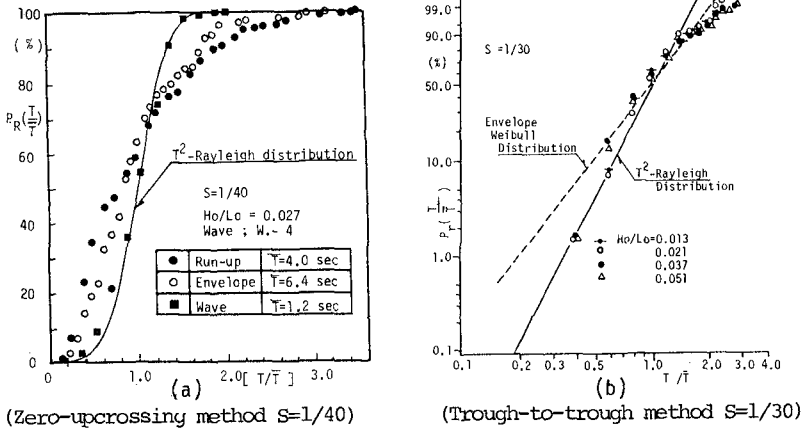 100
(%)
80
P_R(T/T̄)
60
40
20
0
T²-Rayleigh distribution
S=1/40
Ho/Lo = 0.027
Wave ; W.- 4
● Run-up T̄=4.0 sec
○ Envelope T̄=6.4 sec
■ Wave T̄=1.2 sec
1.0 2.0 [ T/T̄ ] 3.0
(a)
(Zero-upcrossing method S=1/40)
99.0
90.0
(%)
50.0
10.0
P_r(T/T̄)
1.0
0.1
S =1/30
Envelope
Weibull
Distribution
T²-Rayleigh
Distribution
Ho/Lo=0.013
0.021
0.037
0.051
0.1 0.5 1.0 2.0 3.0 4.0
T /T̄
(b)
(Trough-to-trough method S=1/30)